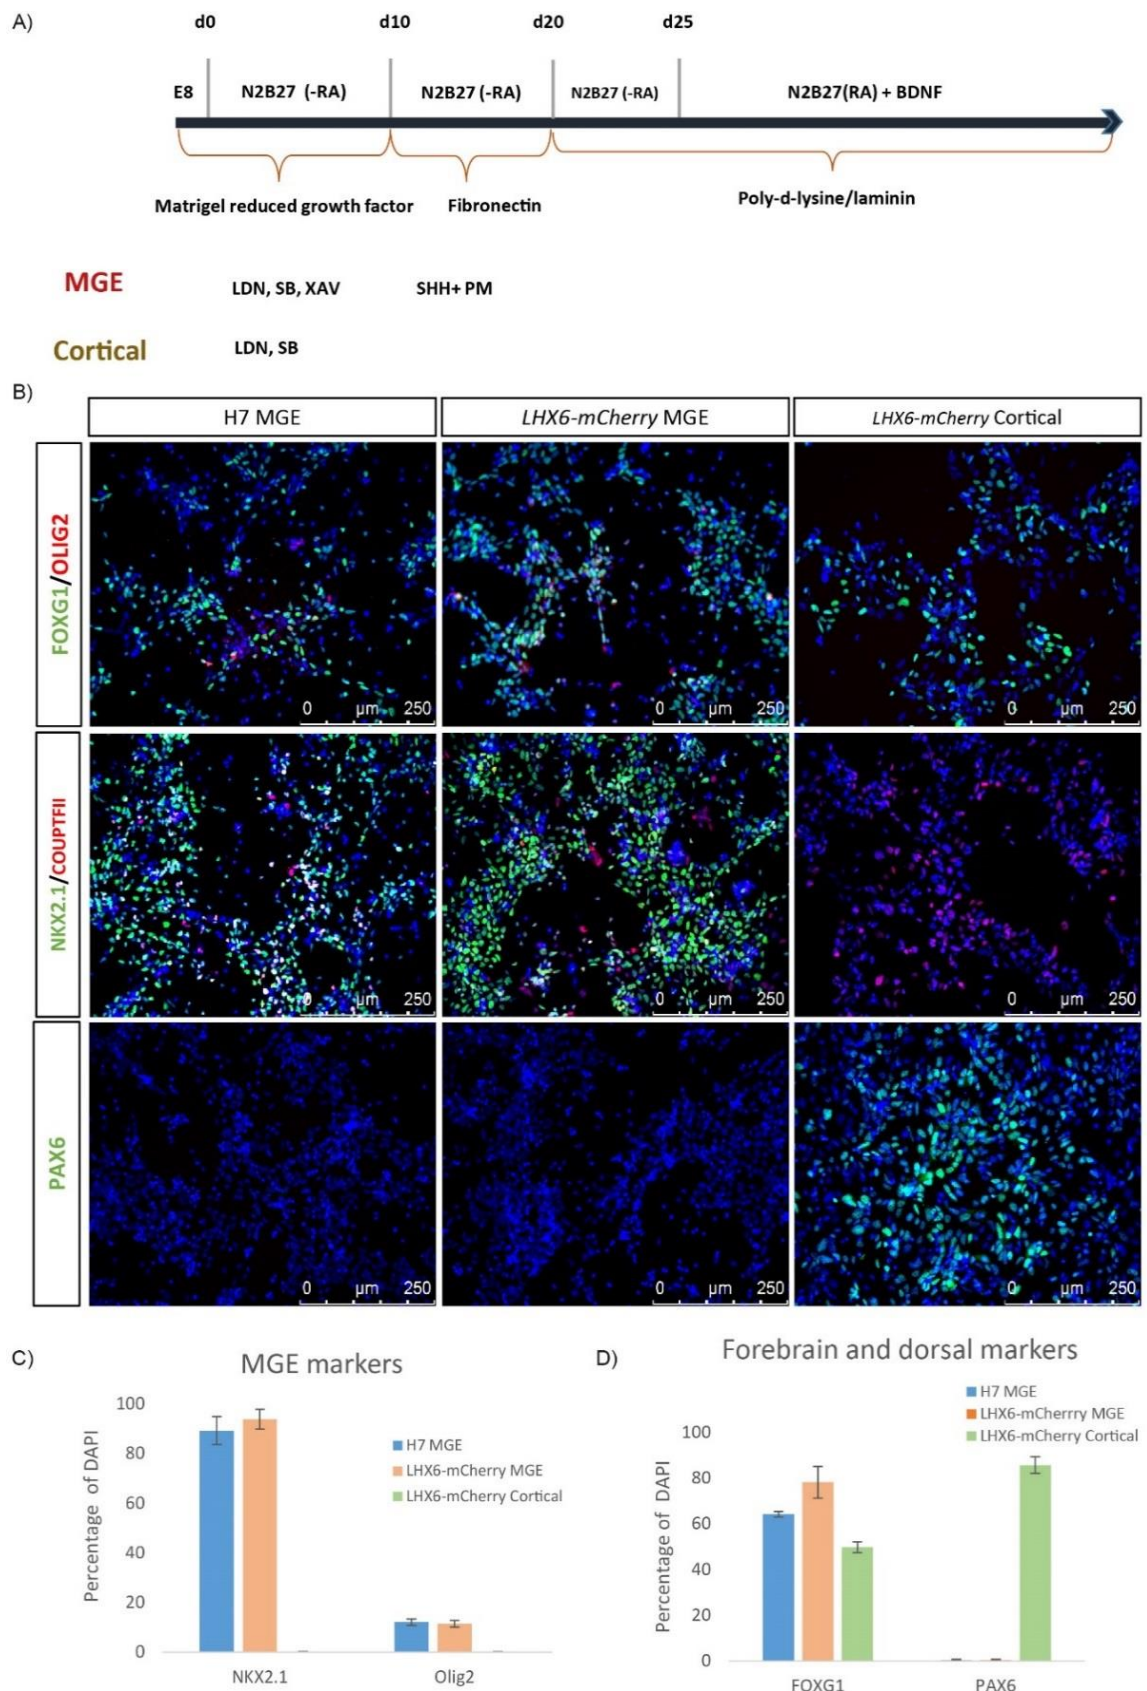 A)
d0 d10 d20 d25
E8 N2B27 (-RA) N2B27 (-RA) N2B27 (-RA) N2B27(RA) + BDNF
Matrigel reduced growth factor Fibronectin Poly-d-lysine/laminin
MGE LDN, SB, XAV SHH+ PM
Cortical LDN, SB
B)
H7 MGE LHX6-mCherry MGE LHX6-mCherry Cortical
FOXG1/OLIG2
0 µm 250 0 µm 250 0 µm 250
NKX2.1/COUPTFII
0 µm 250 0 µm 250 0 µm 250
PAX6
0 µm 250 0 µm 250 0 µm 250
C)
MGE markers
Percentage of DAPI
100
80
60
40
20
0
H7 MGE
LHX6-mCherry MGE
LHX6-mCherry Cortical
NKX2.1 Olig2
D)
Forebrain and dorsal markers
Percentage of DAPI
100
80
60
40
20
0
H7 MGE
LHX6-mCherrry MGE
LHX6-mCherry Cortical
FOXG1 PAX6